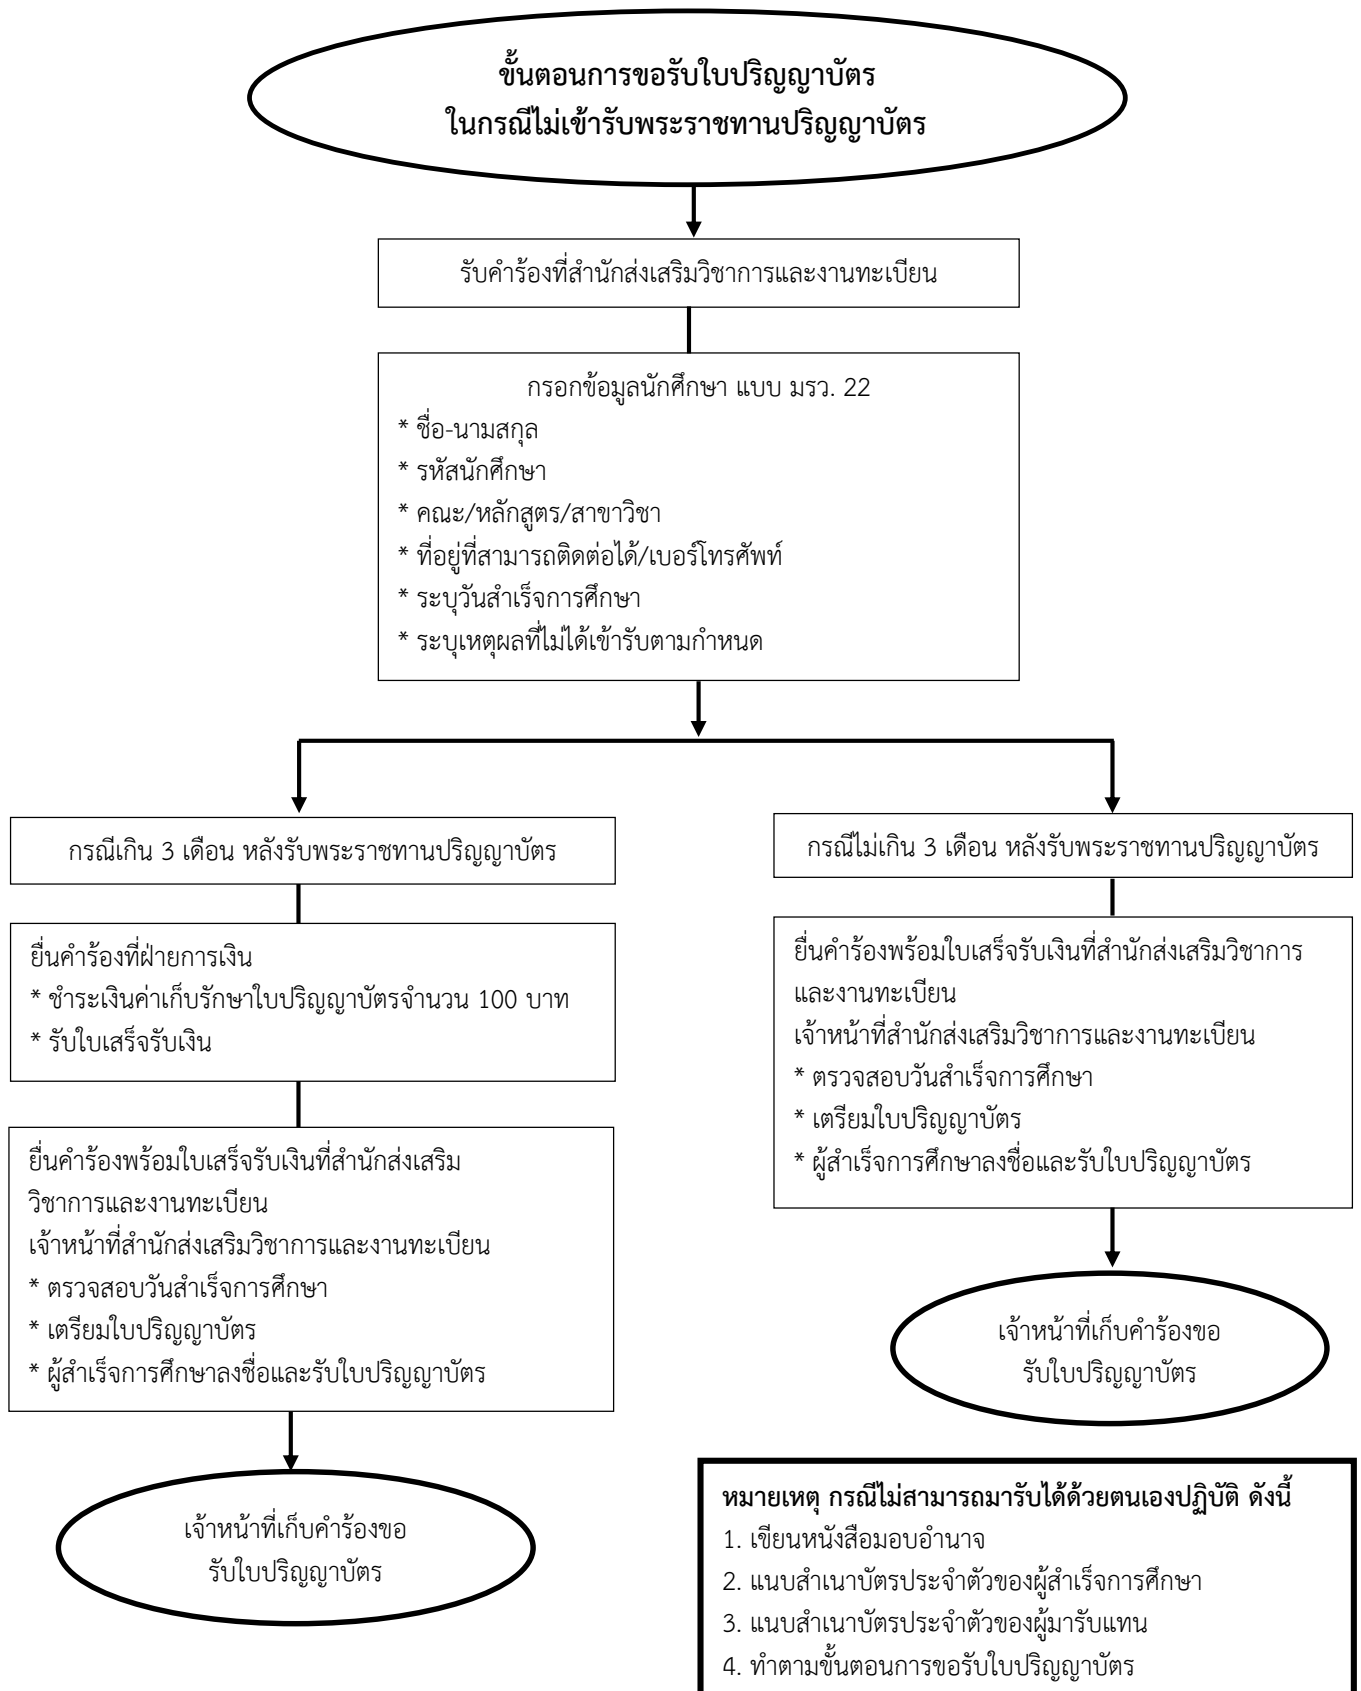 ขั้นตอนการขอรับใบปริญญาบัตร
ในกรณีไม่เข้ารับพระราชทานปริญญาบัตร
รับคำร้องที่สำนักส่งเสริมวิชาการและงานทะเบียน
กรอกข้อมูลนักศึกษา แบบ มรว. 22
* ชื่อ-นามสกุล
* รหัสนักศึกษา
* คณะ/หลักสูตร/สาขาวิชา
* ที่อยู่ที่สามารถติดต่อได้/เบอร์โทรศัพท์
* ระบุวันสำเร็จการศึกษา
* ระบุเหตุผลที่ไม่ได้เข้ารับตามกำหนด
กรณีเกิน 3 เดือน หลังรับพระราชทานปริญญาบัตร
ยื่นคำร้องที่ฝ่ายการเงิน
* ชำระเงินค่าเก็บรักษาใบปริญญาบัตรจำนวน 100 บาท
* รับใบเสร็จรับเงิน
ยื่นคำร้องพร้อมใบเสร็จรับเงินที่สำนักส่งเสริม
วิชาการและงานทะเบียน
เจ้าหน้าที่สำนักส่งเสริมวิชาการและงานทะเบียน
* ตรวจสอบวันสำเร็จการศึกษา
* เตรียมใบปริญญาบัตร
* ผู้สำเร็จการศึกษาลงชื่อและรับใบปริญญาบัตร
เจ้าหน้าที่เก็บคำร้องขอ
รับใบปริญญาบัตร
กรณีไม่เกิน 3 เดือน หลังรับพระราชทานปริญญาบัตร
ยื่นคำร้องพร้อมใบเสร็จรับเงินที่สำนักส่งเสริมวิชาการ
และงานทะเบียน
เจ้าหน้าที่สำนักส่งเสริมวิชาการและงานทะเบียน
* ตรวจสอบวันสำเร็จการศึกษา
* เตรียมใบปริญญาบัตร
* ผู้สำเร็จการศึกษาลงชื่อและรับใบปริญญาบัตร
เจ้าหน้าที่เก็บคำร้องขอ
รับใบปริญญาบัตร
หมายเหตุ กรณีไม่สามารถมารับได้ด้วยตนเองปฏิบัติ ดังนี้
1. เขียนหนังสือมอบอำนาจ
2. แนบสำเนาบัตรประจำตัวของผู้สำเร็จการศึกษา
3. แนบสำเนาบัตรประจำตัวของผู้มารับแทน
4. ทำตามขั้นตอนการขอรับใบปริญญาบัตร